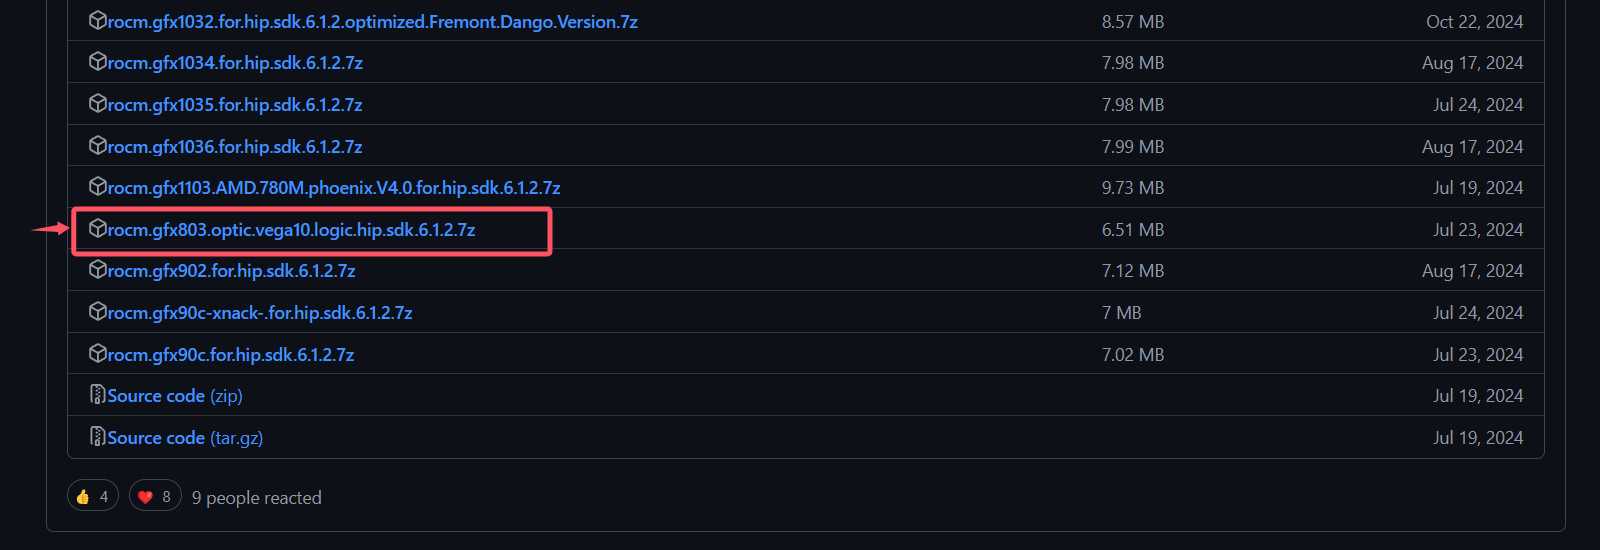 rocm.gfx1032.for.hip.sdk.6.1.2.optimized.Fremont.Dango.Version.7z 8.57 MB Oct 22, 2024
rocm.gfx1034.for.hip.sdk.6.1.2.7z 7.98 MB Aug 17, 2024
rocm.gfx1035.for.hip.sdk.6.1.2.7z 7.98 MB Jul 24, 2024
rocm.gfx1036.for.hip.sdk.6.1.2.7z 7.99 MB Aug 17, 2024
rocm.gfx1103.AMD.780M.phoenix.V4.0.for.hip.sdk.6.1.2.7z 9.73 MB Jul 19, 2024
rocm.gfx803.optic.vega10.logic.hip.sdk.6.1.2.7z 6.51 MB Jul 23, 2024
rocm.gfx902.for.hip.sdk.6.1.2.7z 7.12 MB Aug 17, 2024
rocm.gfx90c-xnack-.for.hip.sdk.6.1.2.7z 7 MB Jul 24, 2024
rocm.gfx90c.for.hip.sdk.6.1.2.7z 7.02 MB Jul 23, 2024
Source code (zip) Jul 19, 2024
Source code (tar.gz) Jul 19, 2024
👍 4 ❤️ 8 9 people reacted